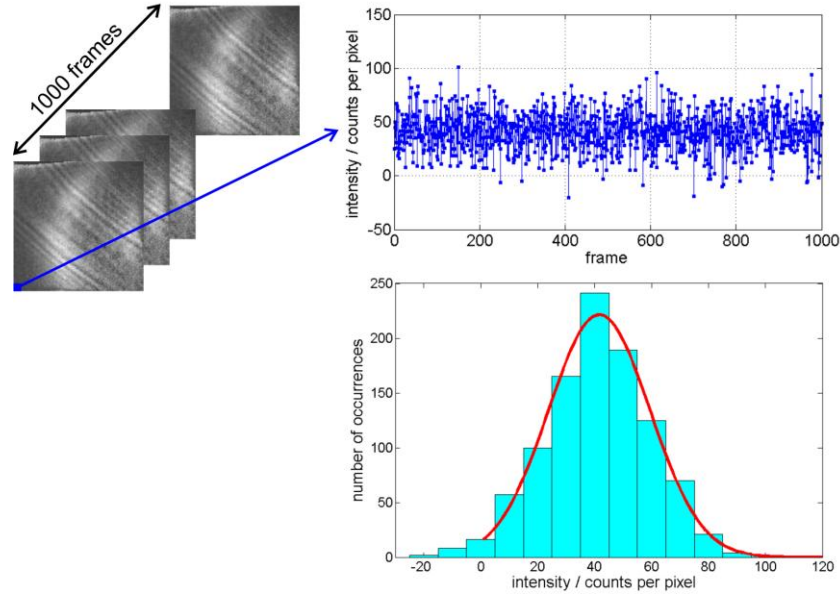 1000 frames
150
100
50
0
-50
0 200 400 600 800 1000
intensity / counts per pixel
frame
250
200
150
100
50
0
-20 0 20 40 60 80 100 120
number of occurrences
intensity / counts per pixel